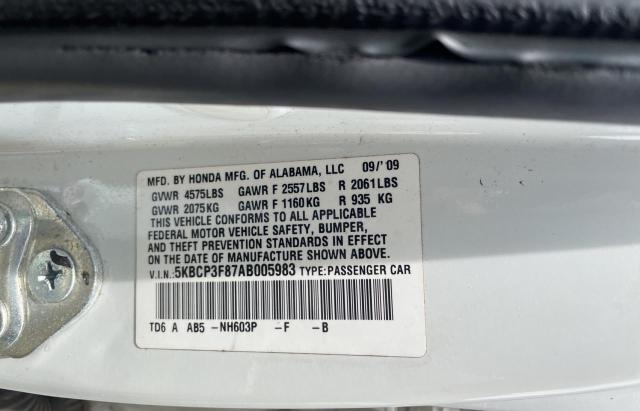 MFD. BY HONDA MFG. OF ALABAMA, LLC 09/'09
GVWR 4575LBS GAWR F 2557LBS R 2061LBS
GVWR 2075KG GAWR F 1160KG R 935 KG
THIS VEHICLE CONFORMS TO ALL APPLICABLE
FEDERAL MOTOR VEHICLE SAFETY, BUMPER,
AND THEFT PREVENTION STANDARDS IN EFFECT
ON THE DATE OF MANUFACTURE SHOWN ABOVE.
V.I.N. 5KBCP3F87AB005983 TYPE: PASSENGER CAR
TD6 A AB5 -NH603P -F -B